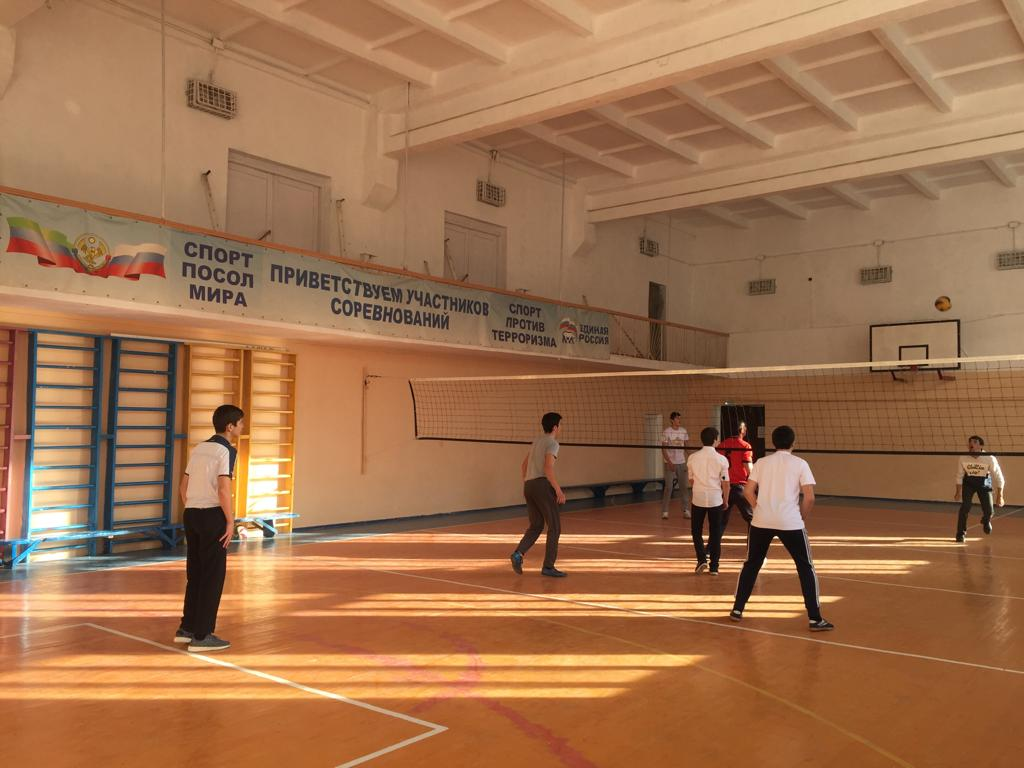 СПОРТ
ПОСОЛ
МИРА
ПРИВЕТСТВУЕМ УЧАСТНИКОВ
СОРЕВНОВАНИЙ
СПОРТ
ПРОТИВ
ТЕРРОРИЗМА
ЕДИНАЯ
РОССИЯ